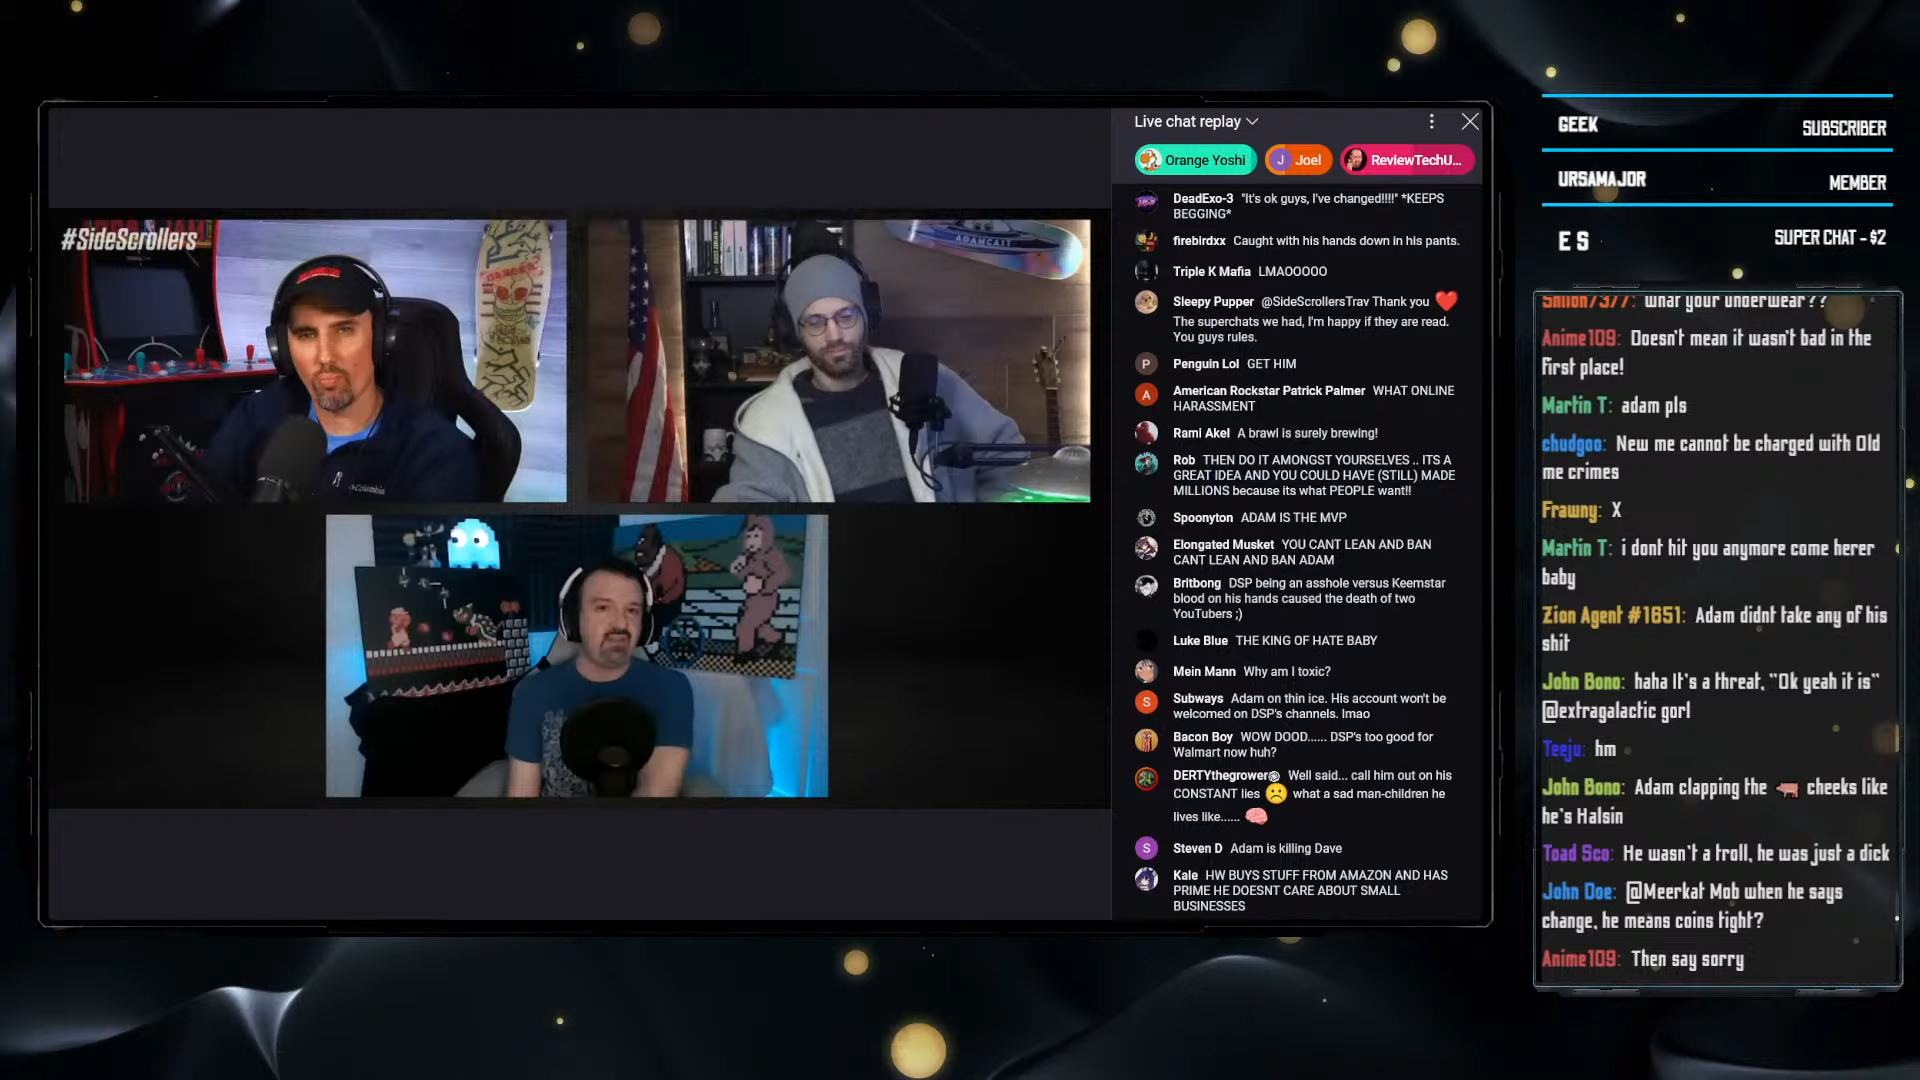 #SideScrollers
ADAMCAIT
Columbia
Live chat replay
Orange Yoshi
J Joel
ReviewTechU...
DeadExo-3 "It's ok guys, I've changed!!!!" *KEEPS
BEGGING*
firebirdxx Caught with his hands down in his pants.
Triple K Mafia LMAOOOOO
Sleepy Pupper @SideScrollersTrav Thank you ❤️
The superchats we had, I'm happy if they are read.
You guys rules.
P Penguin Lol GET HIM
A American Rockstar Patrick Palmer WHAT ONLINE
HARASSMENT
Rami Akel A brawl is surely brewing!
Rob THEN DO IT AMONGST YOURSELVES .. ITS A
GREAT IDEA AND YOU COULD HAVE (STILL) MADE
MILLIONS because its what PEOPLE want!!
Spoonyton ADAM IS THE MVP
Elongated Musket YOU CANT LEAN AND BAN
CANT LEAN AND BAN ADAM
Britbong DSP being an asshole versus Keemstar
blood on his hands caused the death of two
YouTubers ;)
Luke Blue THE KING OF HATE BABY
Mein Mann Why am I toxic?
S Subways Adam on thin ice. His account won't be
welcomed on DSP's channels. lmao
Bacon Boy WOW DOOD...... DSP's too good for
Walmart now huh?
DERTYthegrower Well said... call him out on his
CONSTANT lies ☹️ what a sad man-children he
lives like...... 🧠
S Steven D Adam is killing Dave
Kale HW BUYS STUFF FROM AMAZON AND HAS
PRIME HE DOESNT CARE ABOUT SMALL
BUSINESSES
GEEK SUBSCRIBER
URSAMAJOR MEMBER
E S SUPER CHAT - $2
what your underwear??
Anime109: Doesn't mean it wasn't bad in the
first place!
Martin T: adam pls
chudgoo: New me cannot be charged with Old
me crimes
Frawny: X
Martin T: i dont hit you anymore come herer
baby
Zion Agent #1651: Adam didnt take any of his
shit
John Bono: haha It's a threat, "Ok yeah it is"
@extragalactic gorl
Teeju: hm
John Bono: Adam clapping the 🐖 cheeks like
he's Halsin
Toad Sco: He wasn't a troll, he was just a dick
John Doe: @Meerkat Mob when he says
change, he means coins tight?
Anime109: Then say sorry